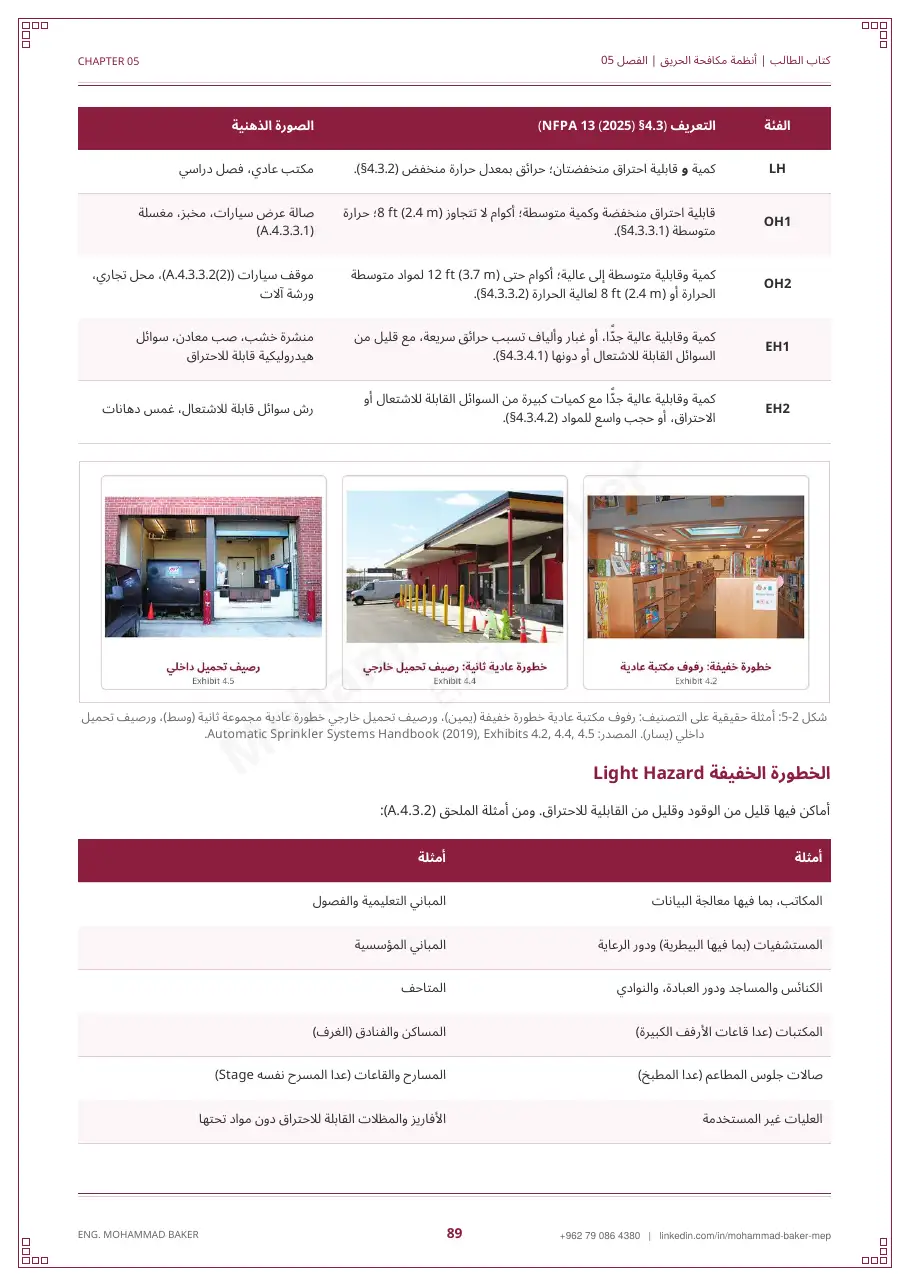 كتاب الطالب | أنظمة مكافحة الحريق | الفصل 05
CHAPTER 05
الفئة
التعريف (NFPA 13 (2025) §4.3)
الصورة الذهنية
LH
كمية و قابلية احتراق منخفضتان؛ حرائق بمعدل حرارة منخفض (§4.3.2).
مكتب عادي، فصل دراسي
OH1
قابلية احتراق منخفضة وكمية متوسطة؛ أكوام لا تتجاوز 8 ft (2.4 m)؛ حرارة
متوسطة (§4.3.3.1).
صالة عرض سيارات، مخبز، مغسلة
(A.4.3.3.1)
OH2
كمية وقابلية متوسطة إلى عالية؛ أكوام حتى 12 ft (3.7 m) لمواد متوسطة
الحرارة أو 8 ft (2.4 m) لعالية الحرارة (§4.3.3.2).
موقف سيارات (A.4.3.3.2(2))، محل تجاري،
ورشة آلات
EH1
كمية وقابلية عالية جدًّا، أو غبار وألياف تسبب حرائق سريعة، مع قليل من
السوائل القابلة للاشتعال أو دونها (§4.3.4.1).
منشرة خشب، صب معادن، سوائل
هيدروليكية قابلة للاحتراق
EH2
كمية وقابلية عالية جدًّا مع كميات كبيرة من السوائل القابلة للاشتعال أو
الاحتراق، أو حجب واسع للمواد (§4.3.4.2).
رش سوائل قابلة للاشتعال، غمس دهانات
خطورة خفيفة: رفوف مكتبة عادية
Exhibit 4.2
خطورة عادية ثانية: رصيف تحميل خارجي
Exhibit 4.4
رصيف تحميل داخلي
Exhibit 4.5
شكل 2-5: أمثلة حقيقية على التصنيف: رفوف مكتبة عادية خطورة خفيفة (يمين)، ورصيف تحميل خارجي خطورة عادية مجموعة ثانية (وسط)، ورصيف تحميل
داخلي (يسار). المصدر: Automatic Sprinkler Systems Handbook (2019), Exhibits 4.2, 4.4, 4.5.
الخطورة الخفيفة Light Hazard
أماكن فيها قليل من الوقود وقليل من القابلية للاحتراق. ومن أمثلة الملحق (A.4.3.2):
أمثلة
أمثلة
المكاتب، بما فيها معالجة البيانات
المباني التعليمية والفصول
المستشفيات (بما فيها البيطرية) ودور الرعاية
المباني المؤسسية
الكنائس والمساجد ودور العبادة، والنوادي
المتاحف
المكتبات (عدا قاعات الأرفف الكبيرة)
المساكن والفنادق (الغرف)
صالات جلوس المطاعم (عدا المطبخ)
المسارح والقاعات (عدا المسرح نفسه Stage)
العليات غير المستخدمة
الأفاريز والمظلات القابلة للاحتراق دون مواد تحتها
ENG. MOHAMMAD BAKER
89
+962 79 086 4380 | linkedin.com/in/mohammad-baker-mep